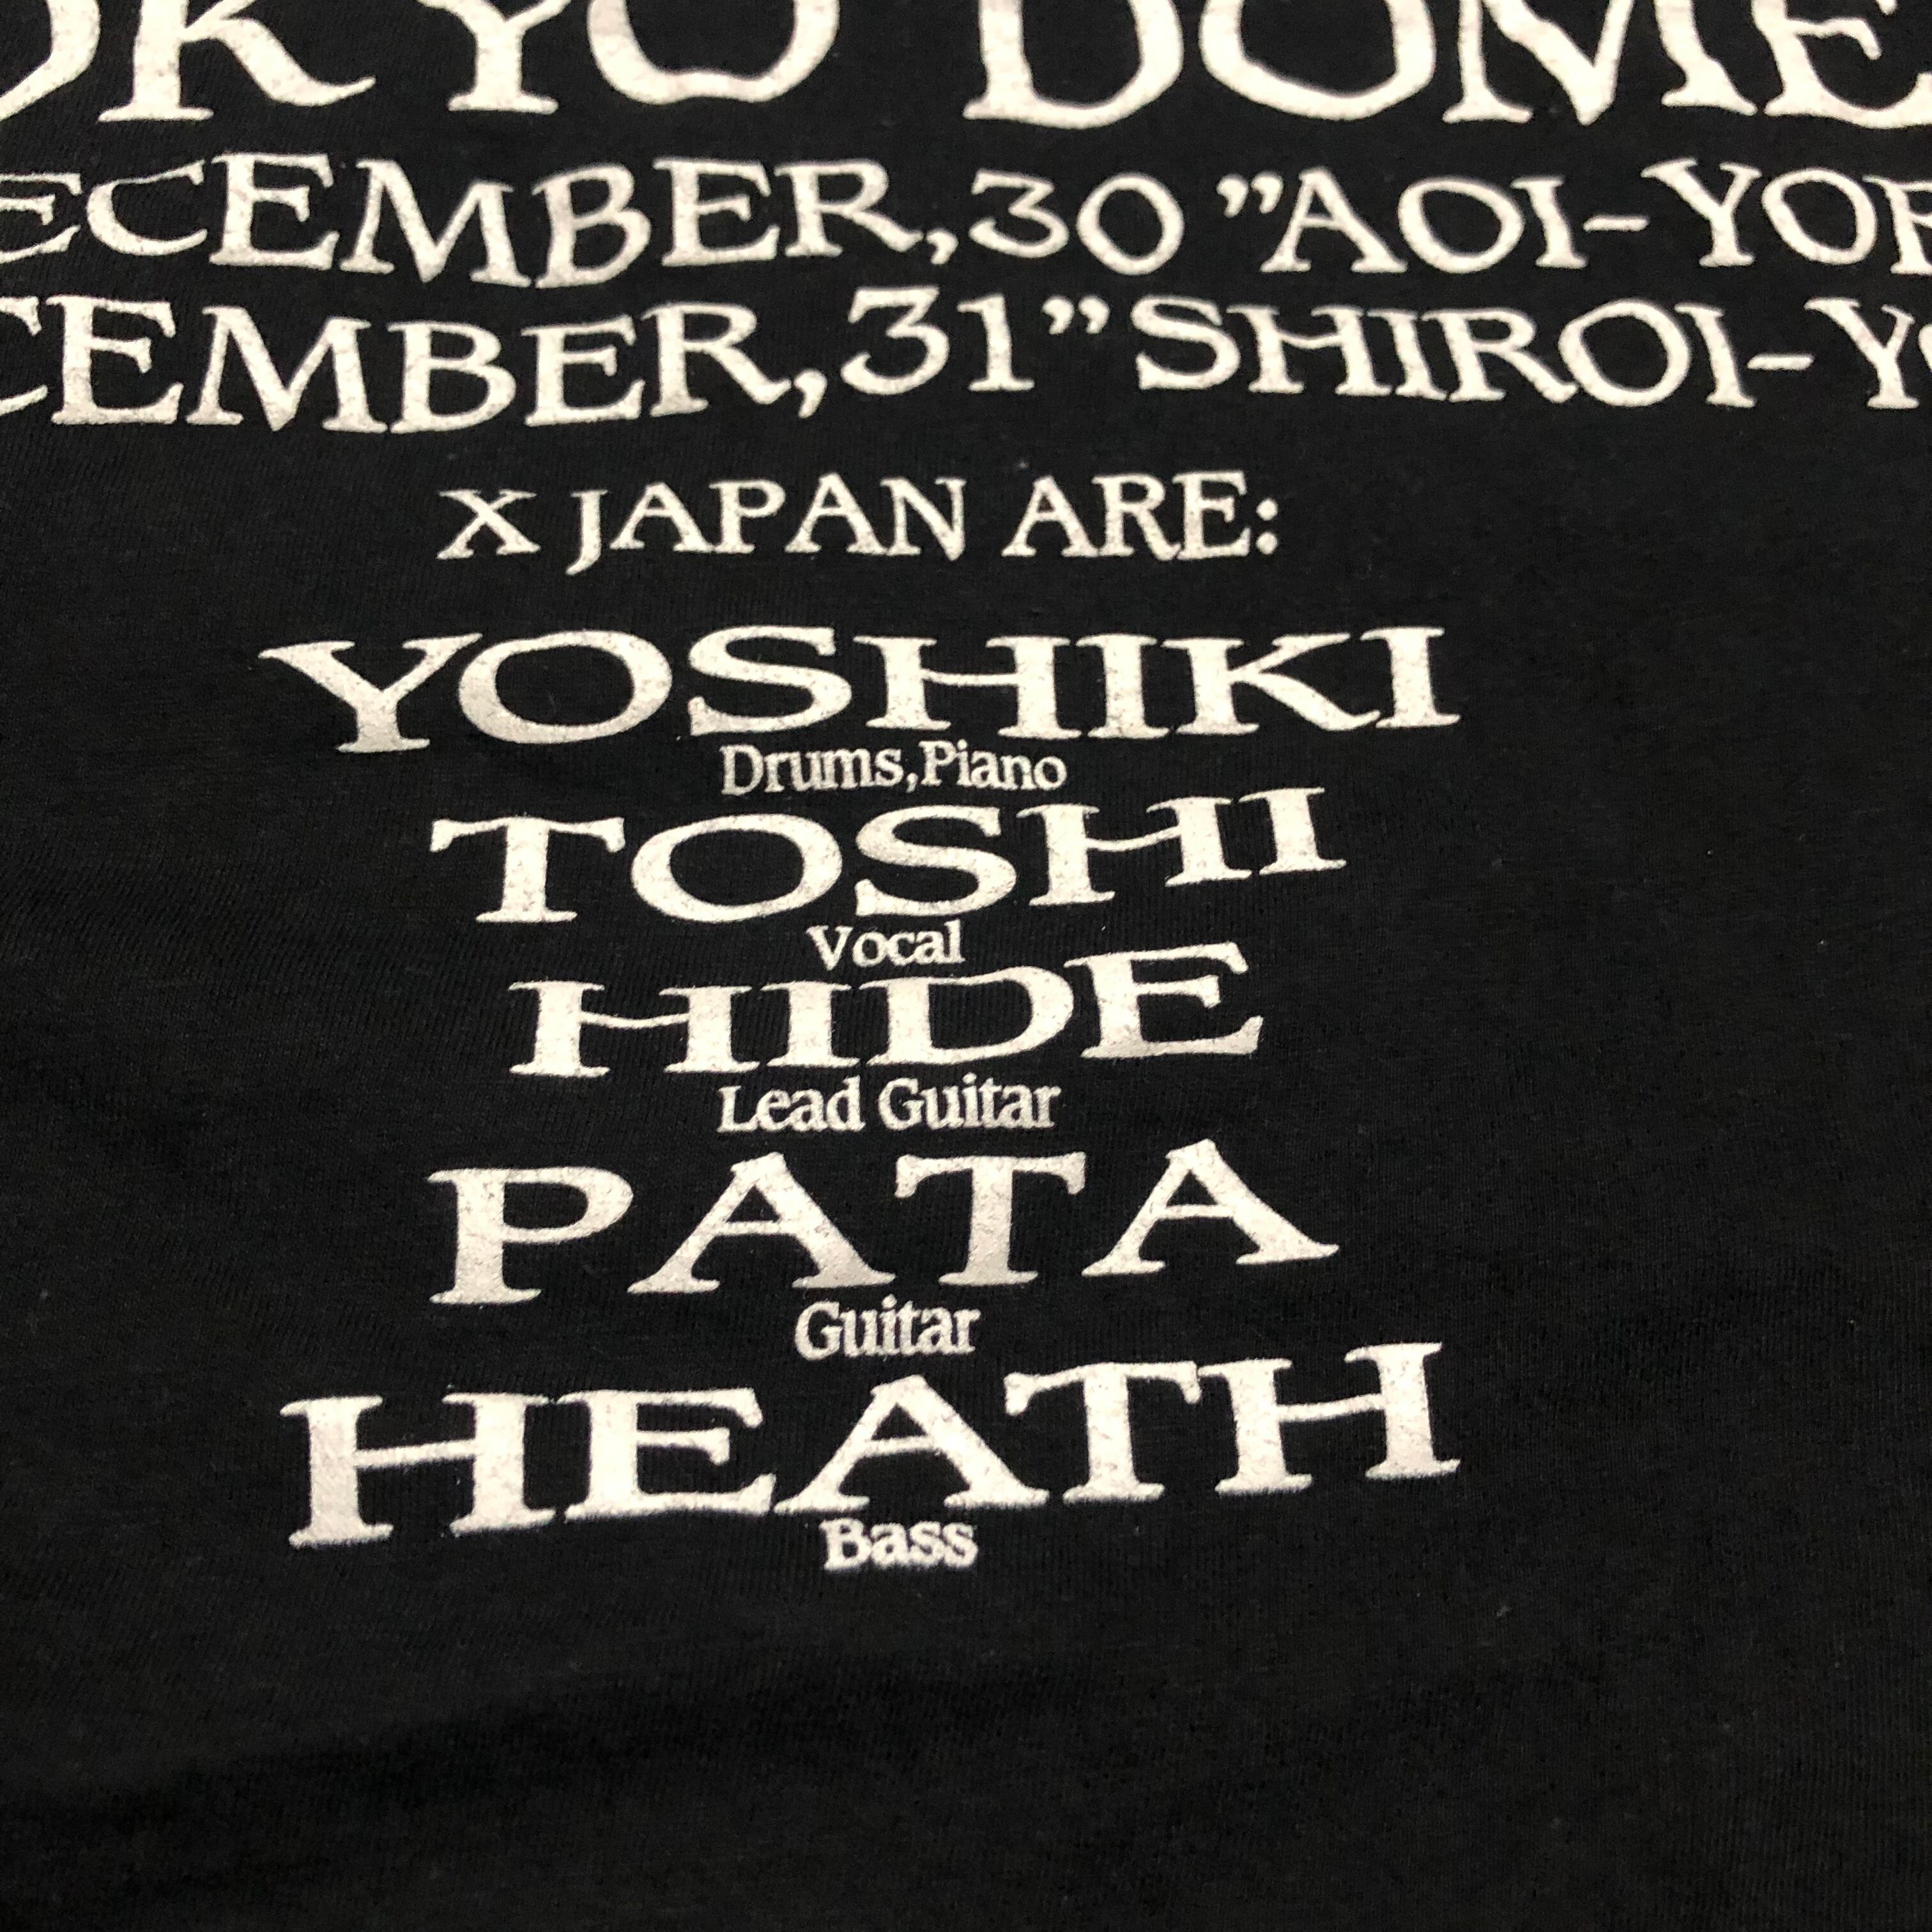 OKYO DOME
ECEMBER,30 "AOI-YOR
CEMBER,31"SHIROI-YO
X JAPAN ARE:
YOSHIKI
Drums,Piano
TOSHI
Vocal
HIDE
Lead Guitar
PATA
Guitar
HEATH
Bass